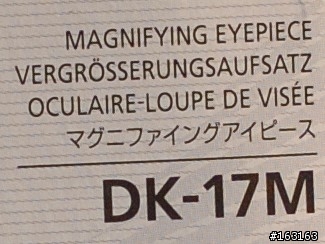 MAGNIFYING EYEPIECE
VERGRÖSSERUNGSAUFSATZ
OCULAIRE-LOUPE DE VISÉE
マグニファイングアイピース
DK-17M
#163163